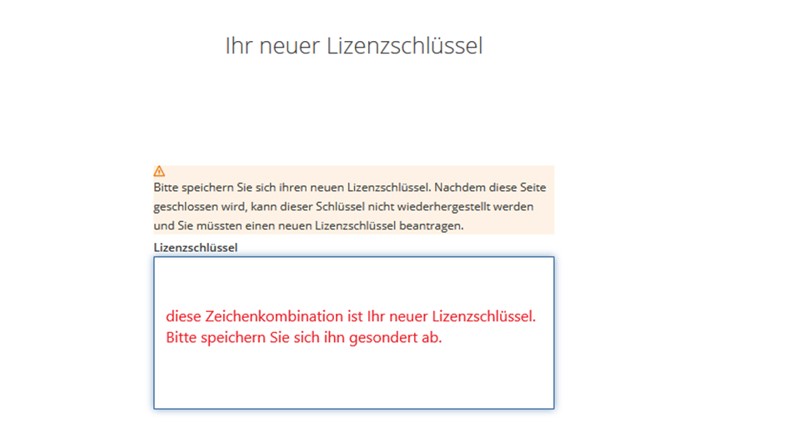 Ihr neuer Lizenzschlüssel
Bitte speichern Sie sich ihren neuen Lizenzschlüssel. Nachdem diese Seite
geschlossen wird, kann dieser Schlüssel nicht wiederhergestellt werden
und Sie müssten einen neuen Lizenzschlüssel beantragen.
Lizenzschlüssel
diese Zeichenkombination ist Ihr neuer Lizenzschlüssel.
Bitte speichern Sie sich ihn gesondert ab.